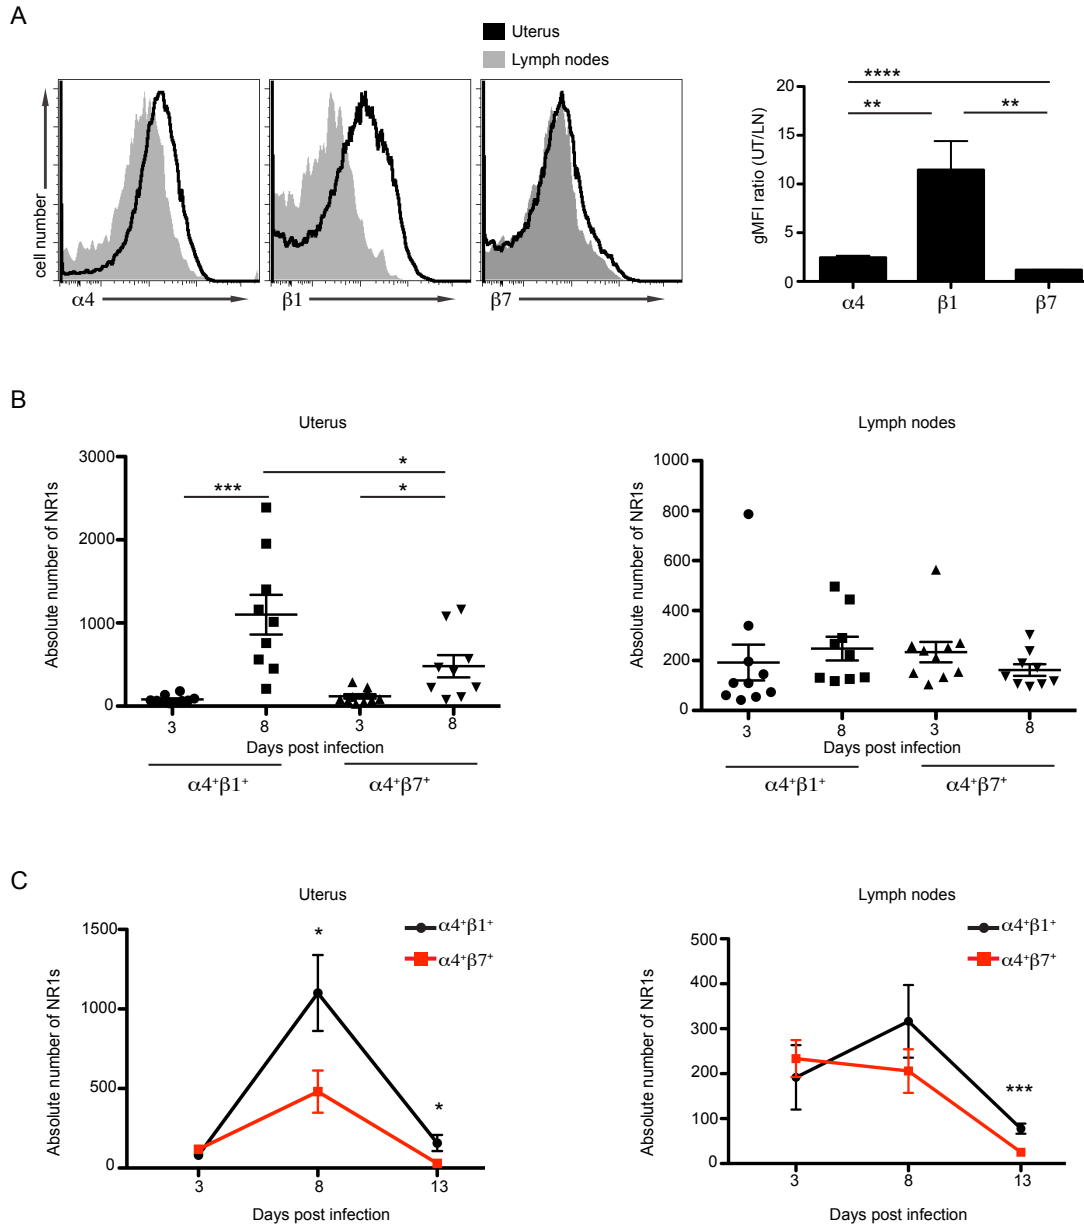 A
Uterus
Lymph nodes
cell number
α4
β1
β7
gMFI ratio (UT/LN)
20
15
10
5
0
****
**
**
α4
β1
β7
B
Uterus
Absolute number of NR1s
3000
2000
1000
0
***
*
*
3
8
3
8
Days post infection
α4⁺β1⁺
α4⁺β7⁺
Lymph nodes
Absolute number of NR1s
1000
800
600
400
200
0
3
8
3
8
Days post infection
α4⁺β1⁺
α4⁺β7⁺
C
Uterus
α4⁺β1⁺
α4⁺β7⁺
Absolute number of NR1s
1500
1000
500
0
*
*
3
8
13
Days post infection
Lymph nodes
α4⁺β1⁺
α4⁺β7⁺
Absolute number of NR1s
500
400
300
200
100
0
***
3
8
13
Days post infection